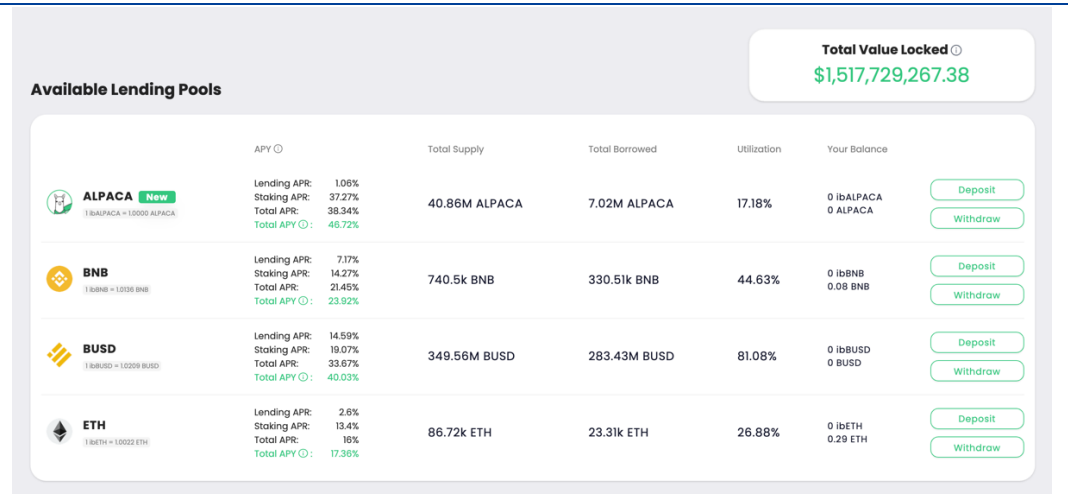 Total Value Locked
$1,517,729,267.38
Available Lending Pools
APY Total Supply Total Borrowed Utilization Your Balance
ALPACA New
1 ibALPACA = 1.0000 ALPACA
Lending APR: 1.06%
Staking APR: 37.27%
Total APR: 38.34%
Total APY : 46.72%
40.86M ALPACA
7.02M ALPACA
17.18%
0 ibALPACA
0 ALPACA
Deposit
Withdraw
BNB
1 ibBNB = 1.0136 BNB
Lending APR: 7.17%
Staking APR: 14.27%
Total APR: 21.45%
Total APY : 23.92%
740.5k BNB
330.51k BNB
44.63%
0 ibBNB
0.08 BNB
Deposit
Withdraw
BUSD
1 ibBUSD = 1.0209 BUSD
Lending APR: 14.59%
Staking APR: 19.07%
Total APR: 33.67%
Total APY : 40.03%
349.56M BUSD
283.43M BUSD
81.08%
0 ibBUSD
0 BUSD
Deposit
Withdraw
ETH
1 ibETH = 1.0022 ETH
Lending APR: 2.6%
Staking APR: 13.4%
Total APR: 16%
Total APY : 17.36%
86.72k ETH
23.31k ETH
26.88%
0 ibETH
0.29 ETH
Deposit
Withdraw